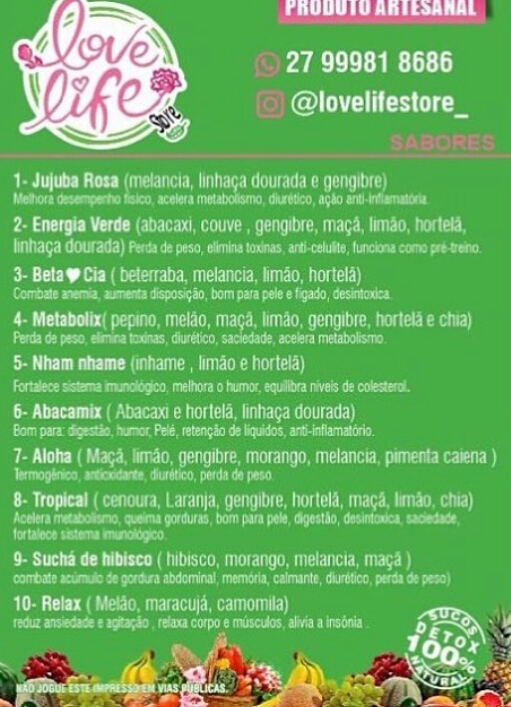 PRODUTO ARTESANAL
love
life
Store
27 99981 8686
@lovelifestore_
SABORES
1- Jujuba Rosa (melancia, linhaça dourada e gengibre)
Melhora desempenho físico, acelera metabolismo, diurético, ação anti-inflamatória.
2- Energia Verde (abacaxi, couve , gengibre, maçã, limão, hortelã,
linhaça dourada) Perda de peso, elimina toxinas, anti-celulite, funciona como pré-treino.
3- Beta♥Cia ( beterraba, melancia, limão, hortelã)
Combate anemia, aumenta disposição, bom para pele e figado, desintoxica.
4- Metabolix( pepino, melão, maçã, limão, gengibre, hortelã e chia)
Perda de peso, elimina toxinas, diurético, saciedade, acelera metabolismo.
5- Nham nhame (inhame , limão e hortelã)
Fortalece sistema imunológico, melhora o humor, equilibra níveis de colesterol.
6- Abacamix ( Abacaxi e hortelã, linhaça dourada)
Bom para: digestão, humor, Pelé, retenção de líquidos, anti-inflamatório.
7- Aloha ( Maçã, limão, gengibre, morango, melancia, pimenta caiena )
Termogênico, antioxidante, diurético, perda de peso.
8- Tropical ( cenoura, Laranja, gengibre, hortelã, maçã, limão, chia)
Acelera metabolismo, queima gorduras, bom para pele, digestão, desintoxica, saciedade,
fortalece sistema imunológico.
9- Suchá de hibisco ( hibisco, morango, melancia, maçã )
combate acúmulo de gordura abdominal, memória, calmante, diurético, perda de peso)
10- Relax ( Melão, maracujá, camomila)
reduz ansiedade e agitação , relaxa corpo e músculos, alivia a insônia .
SUCOS
DETOX
100%
NATURAL
NÃO JOGUE ESTE IMPRESSO EM VIAS PÚBLICAS.